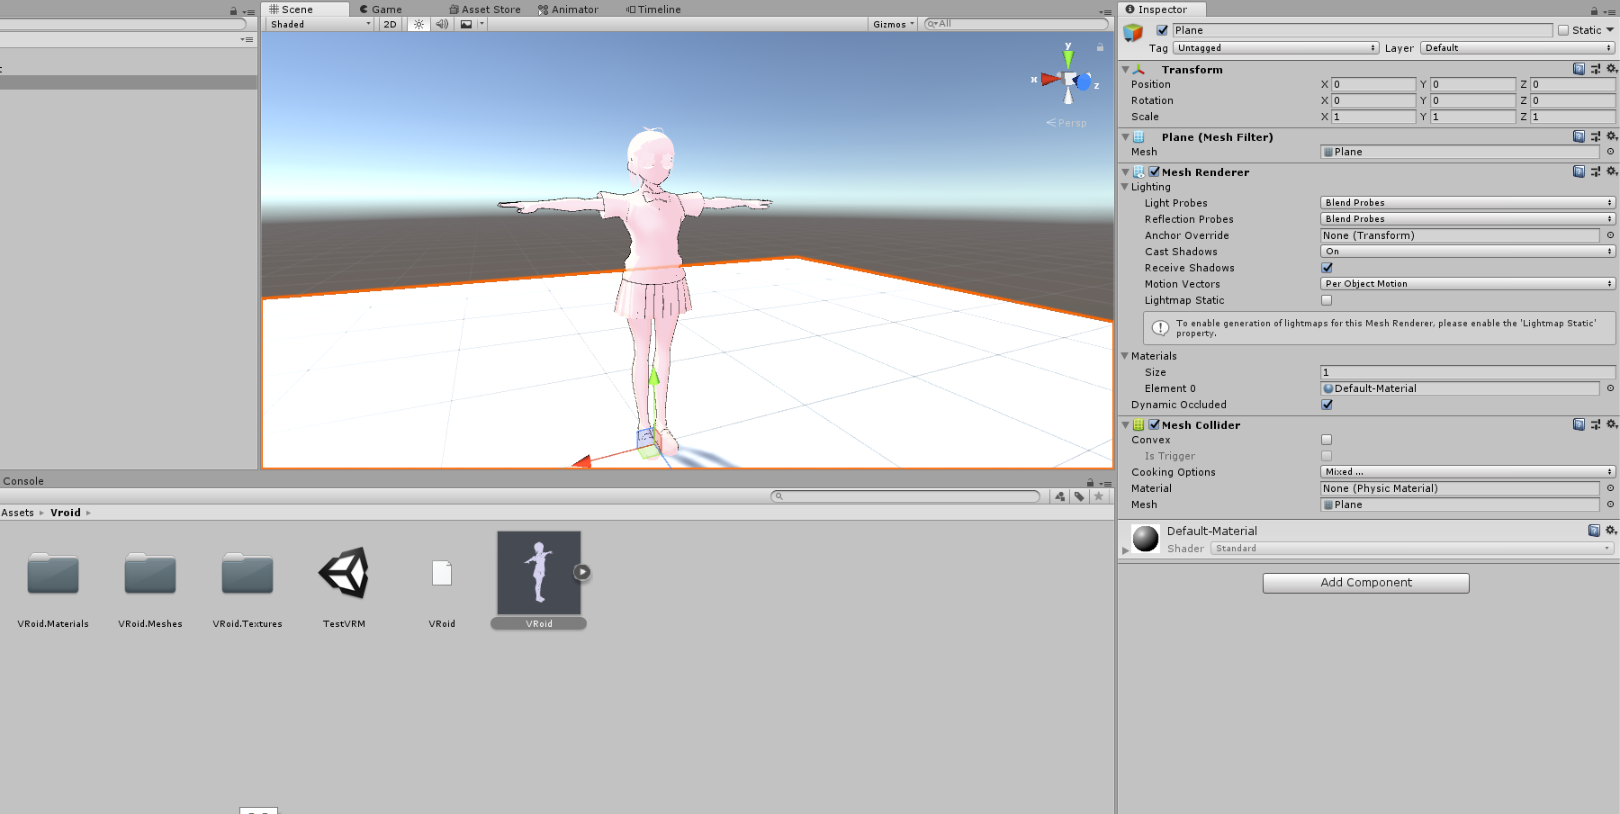 Scene Game Asset Store Animator Timeline
Shaded 2D Gizmos All
y
x
z
Persp
Console
Assets Vroid
VRoid.Materials VRoid.Meshes VRoid.Textures TestVRM VRoid VRoid
Inspector
Plane Static
Tag Untagged Layer Default
Transform
Position X 0 Y 0 Z 0
Rotation X 0 Y 0 Z 0
Scale X 1 Y 1 Z 1
Plane (Mesh Filter)
Mesh Plane
Mesh Renderer
Lighting
Light Probes Blend Probes
Reflection Probes Blend Probes
Anchor Override None (Transform)
Cast Shadows On
Receive Shadows
Motion Vectors Per Object Motion
Lightmap Static
To enable generation of lightmaps for this Mesh Renderer, please enable the 'Lightmap Static'
property.
Materials
Size 1
Element 0 Default-Material
Dynamic Occluded
Mesh Collider
Convex
Is Trigger
Cooking Options Mixed ...
Material None (Physic Material)
Mesh Plane
Default-Material
Shader Standard
Add Component